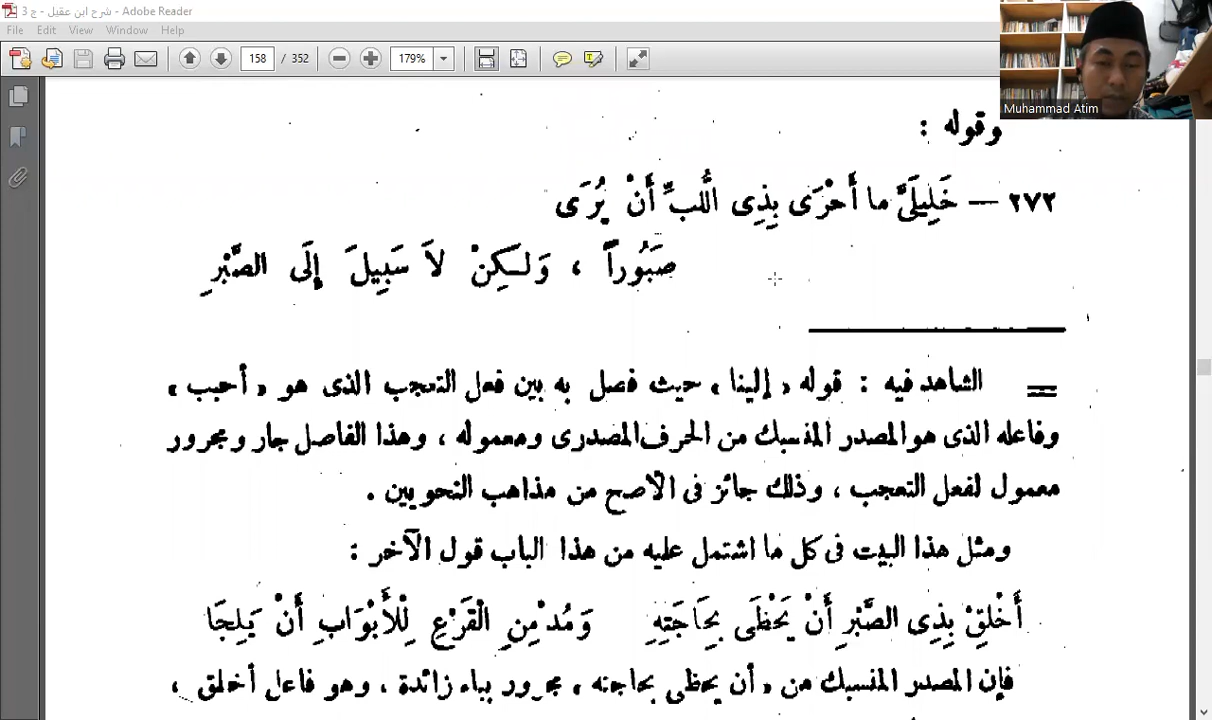 شرح ابن عقيل - ج 3 - Adobe Reader
File Edit View Window Help
158 / 352 179%
Muhammad Atim
وقوله :
٢٧٢ — خَلِيلَىَّ ما أَحْرَى بِذِى اللُّبِّ أَنْ يُرَى
صَبُوراً ، وَلٰكِنْ لاَ سَبِيلَ إلَى الصَّبْرِ
= الشاهد فيه : قوله « إلينا » حيث فصل به بين فعل التعجب الذى هو « أحبب »
وفاعله الذى هو المصدر المنسبك من الحرف المصدرى ومعموله ، وهذا الفاصل جار ومجرور
معمول لفعل التعجب ، وذلك جائز فى الأصح من مذاهب النحويين .
ومثل هذا البيت فى كل ما اشتمل عليه من هذا الباب قول الآخر :
أَخْلِقْ بِذِى الصَّبْرِ أَنْ يَحْظَى بِحَاجَتِهِ وَمُدْمِنِ الْقَرْعِ لِلْأَبْوَابِ أَنْ يَلِجَا
فإن المصدر المنسبك من « أن يحظى بحاجته » مجرور بباء زائدة ، وهو فاعل أخلق ،